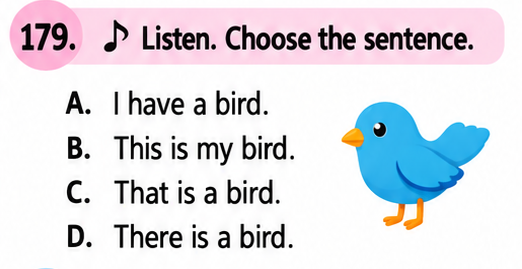 179. ♪ Listen. Choose the sentence.
A. I have a bird.
B. This is my bird.
C. That is a bird.
D. There is a bird.